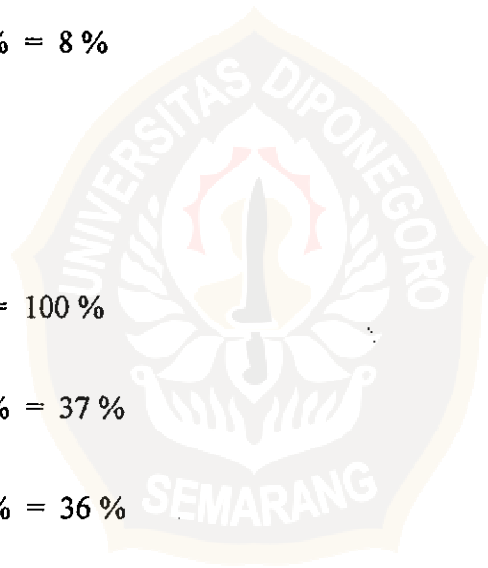 % = 8 %
UNIVERSITAS DIPONEGORO
= 100 %
% = 37 %
% = 36 %
SEMARANG